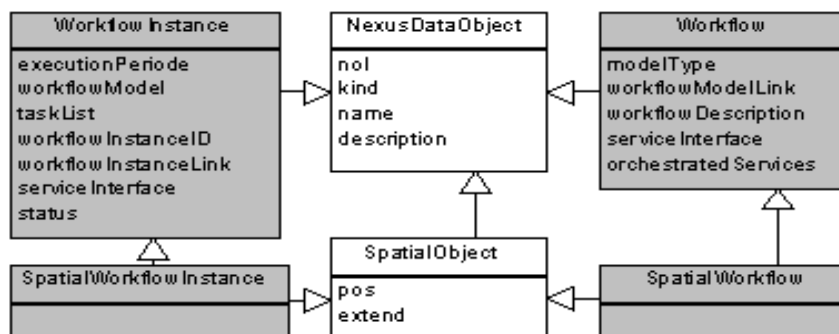 Workflow Instance
executionPeriode
workflowModel
taskList
workflowInstanceID
workflowInstanceLink
serviceInterface
status
NexusDataObject
nol
kind
name
description
Workflow
modelType
workflowModelLink
workflowDescription
serviceInterface
orchestratedServices
SpatialWorkflowInstance
SpatialObject
pos
extend
SpatialWorkflow